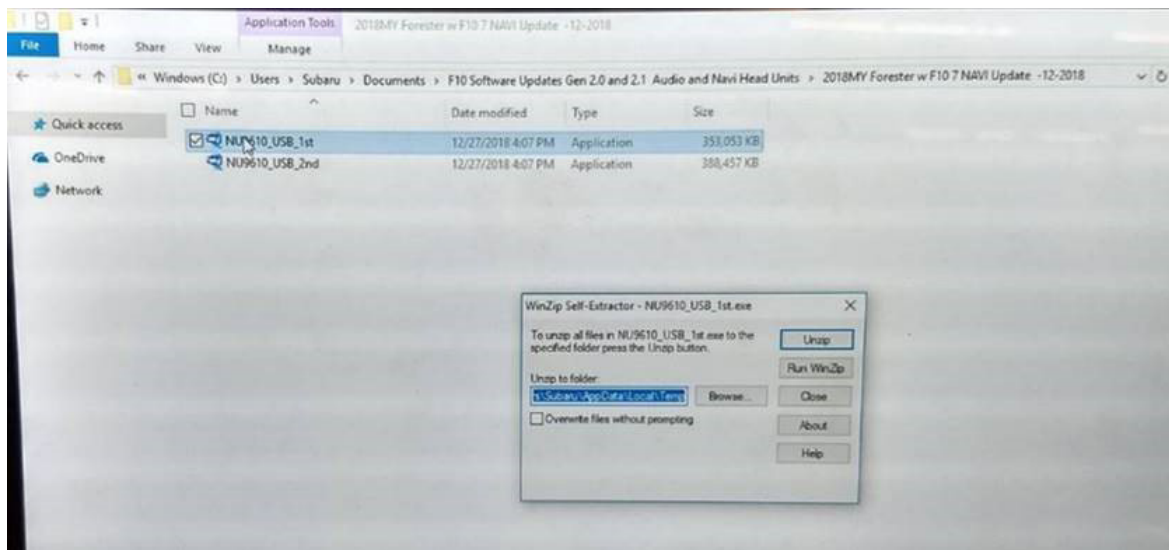 Application Tools 2018MY Forester w F10 7 NAVI Update -12-2018
File Home Share View Manage
« Windows (C:) › Users › Subaru › Documents › F10 Software Updates Gen 2.0 and 2.1 Audio and Navi Head Units › 2018MY Forester w F10 7 NAVI Update -12-2018
Name Date modified Type Size
Quick access
OneDrive
Network
NU9610_USB_1st 12/27/2018 4:07 PM Application 353,053 KB
NU9610_USB_2nd 12/27/2018 4:07 PM Application 388,457 KB
WinZip Self-Extractor - NU9610_USB_1st.exe
To unzip all files in NU9610_USB_1st.exe to the
specified folder press the Unzip button.
Unzip to folder:
\Subaru\AppData\Local\Temp
Browse...
Overwrite files without prompting
Unzip
Run WinZip
Close
About
Help